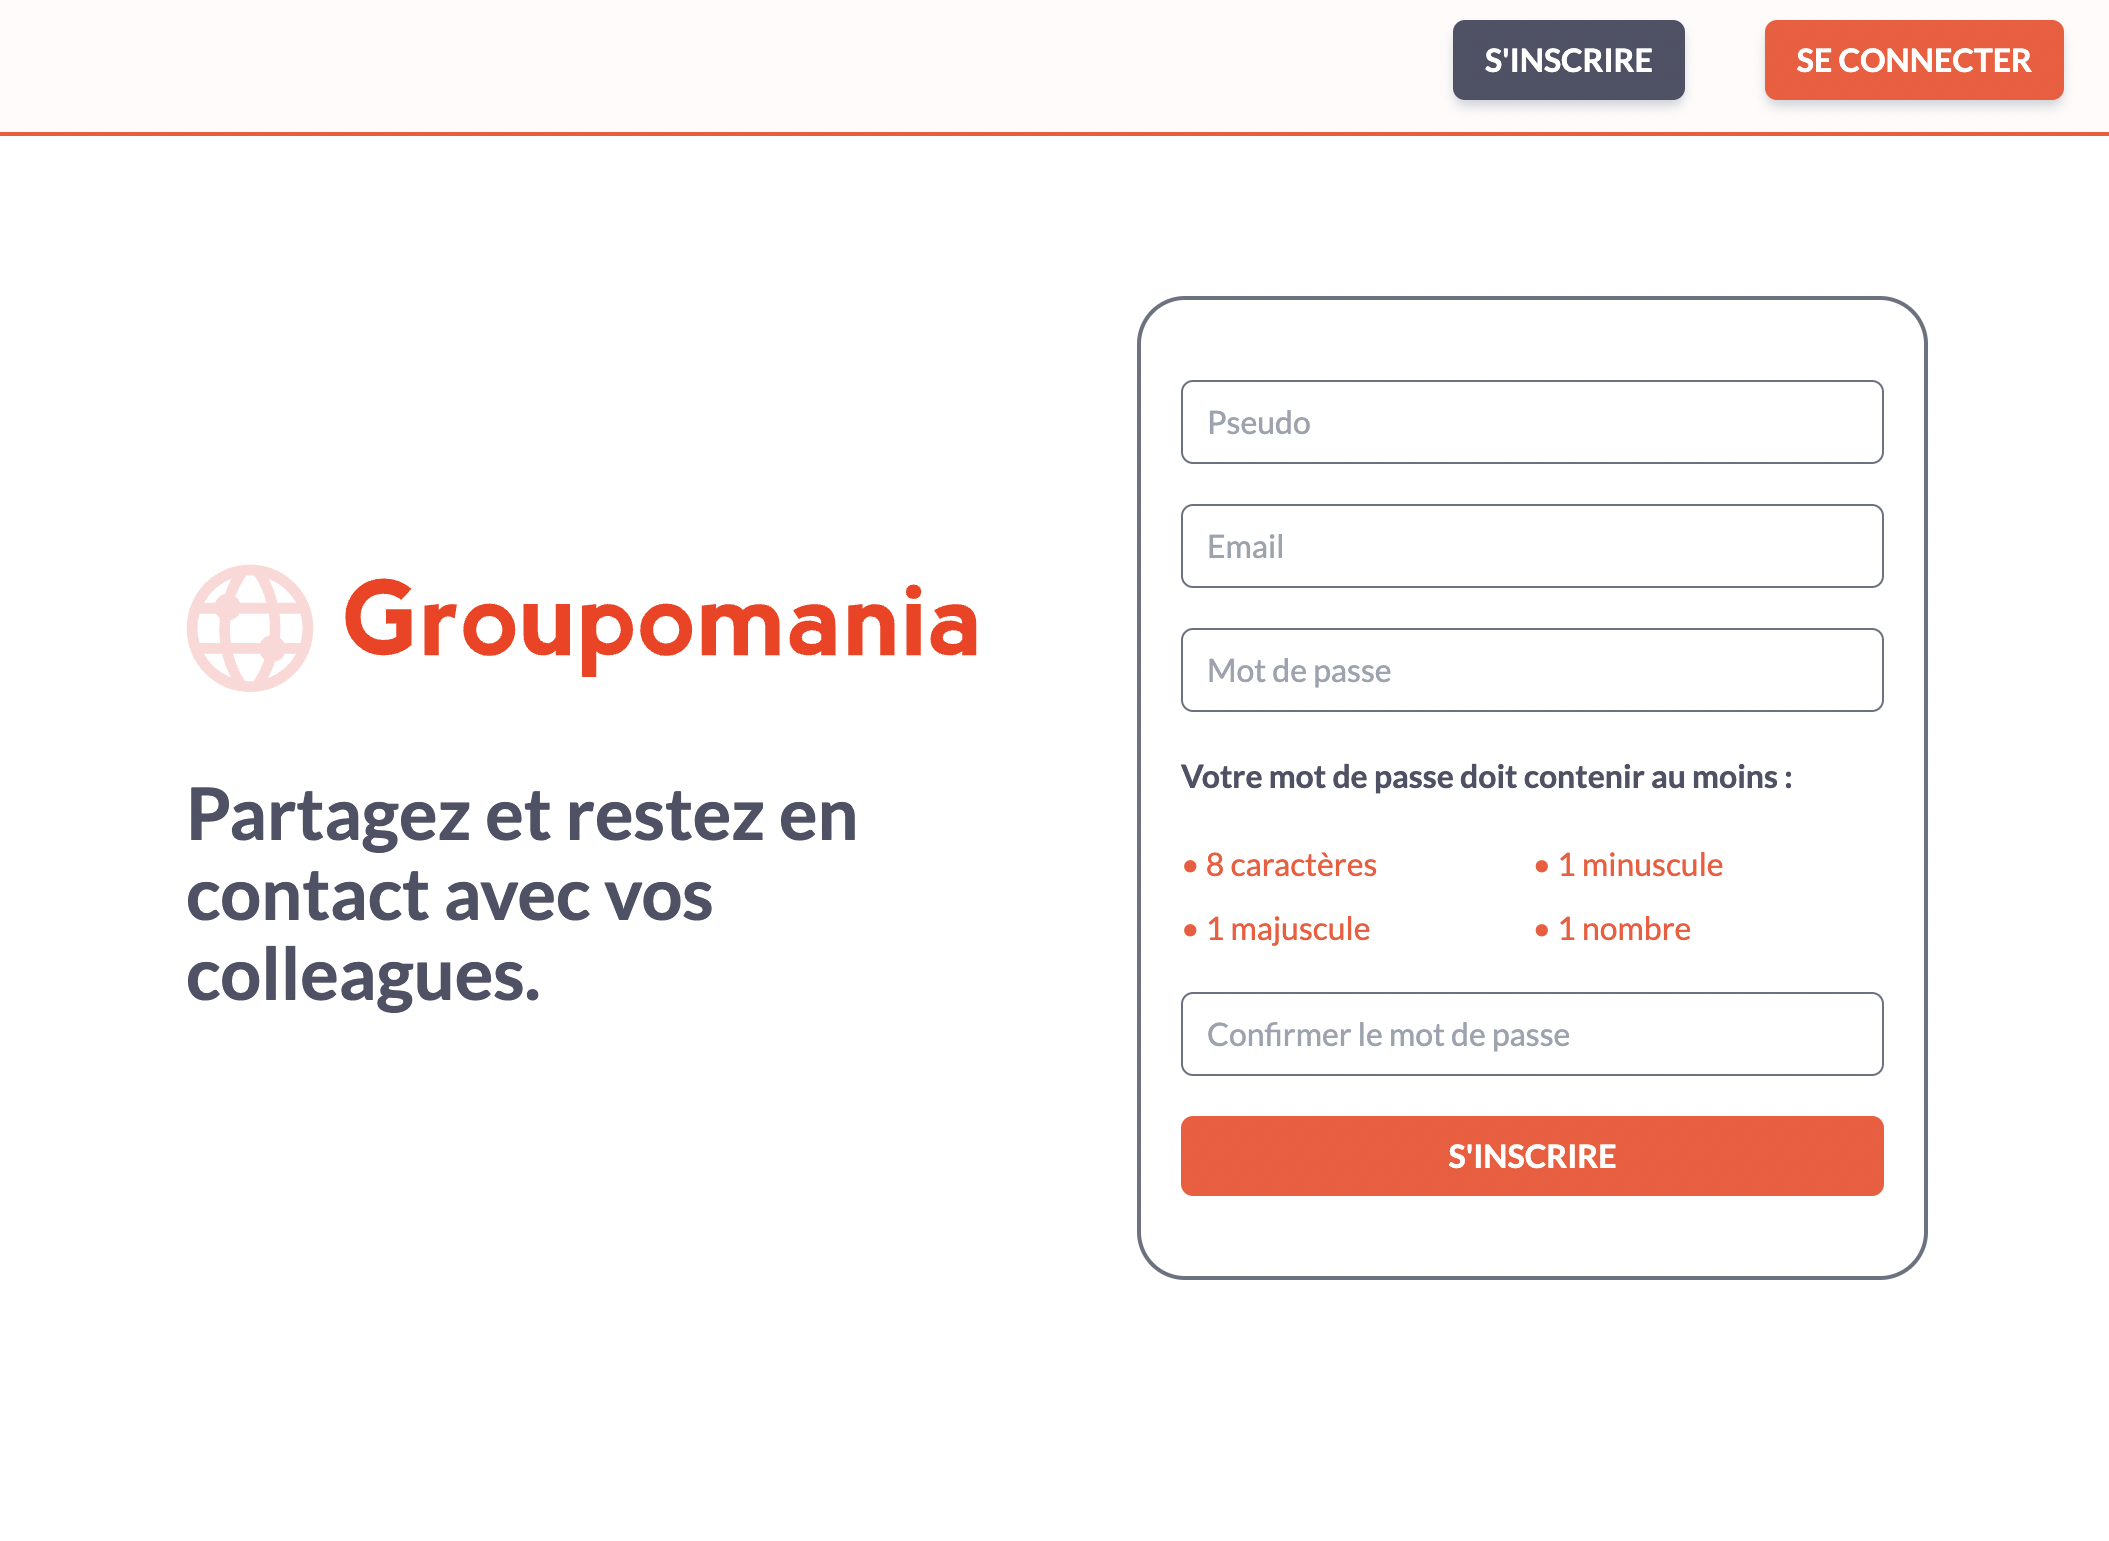 S'INSCRIRE
SE CONNECTER
Groupomania
Partagez et restez en
contact avec vos
colleagues.
Pseudo
Email
Mot de passe
Votre mot de passe doit contenir au moins :
• 8 caractères
• 1 minuscule
• 1 majuscule
• 1 nombre
Confirmer le mot de passe
S'INSCRIRE